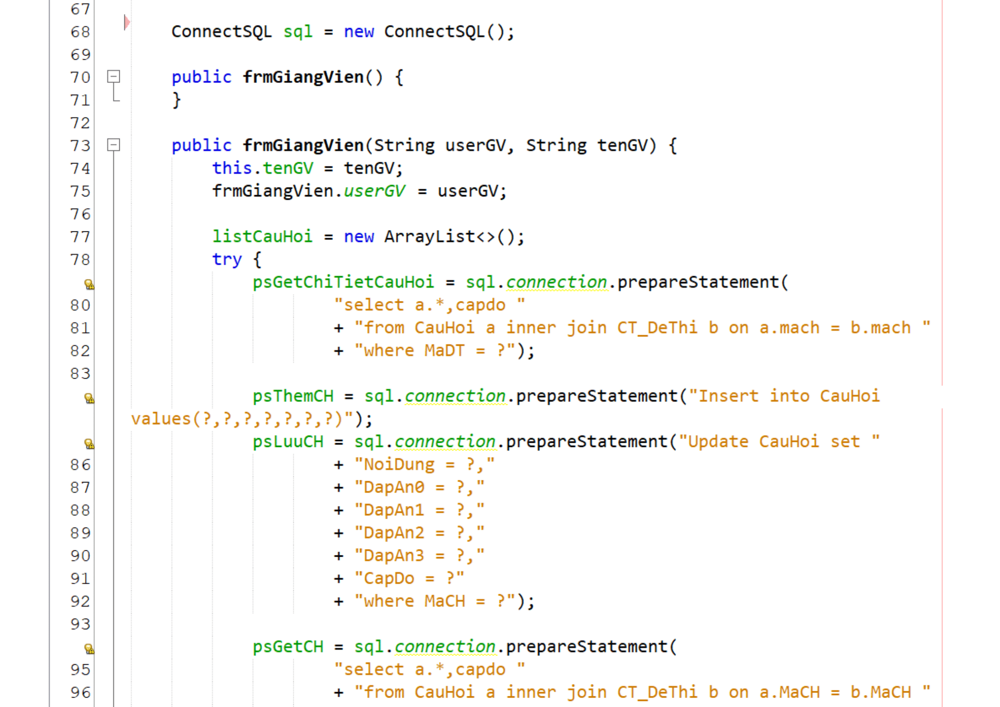 67
68 ConnectSQL sql = new ConnectSQL();
69
70 public frmGiangVien() {
71 }
72
73 public frmGiangVien(String userGV, String tenGV) {
74 this.tenGV = tenGV;
75 frmGiangVien.userGV = userGV;
76
77 listCauHoi = new ArrayList<>();
78 try {
psGetChiTietCauHoi = sql.connection.prepareStatement(
80 "select a.*,capdo "
81 + "from CauHoi a inner join CT_DeThi b on a.mach = b.mach "
82 + "where MaDT = ?");
83
psThemCH = sql.connection.prepareStatement("Insert into CauHoi
values(?,?,?,?,?,?,?)");
psLuuCH = sql.connection.prepareStatement("Update CauHoi set "
86 + "NoiDung = ?,"
87 + "DapAn0 = ?,"
88 + "DapAn1 = ?,"
89 + "DapAn2 = ?,"
90 + "DapAn3 = ?,"
91 + "CapDo = ?"
92 + "where MaCH = ?");
93
psGetCH = sql.connection.prepareStatement(
95 "select a.*,capdo "
96 + "from CauHoi a inner join CT_DeThi b on a.MaCH = b.MaCH "